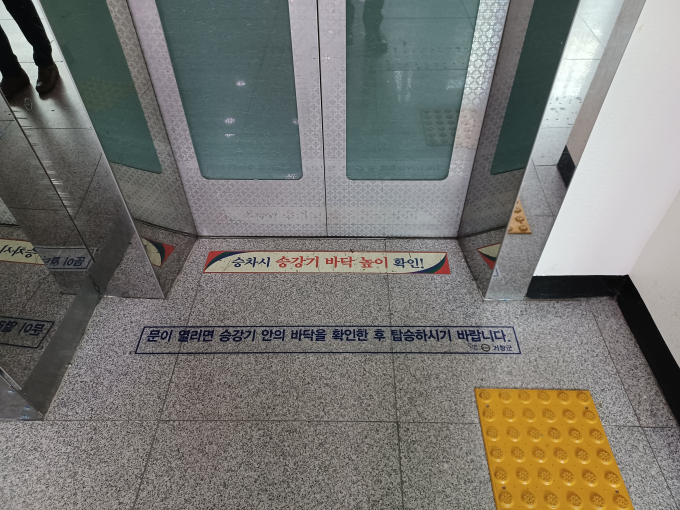 승차시 승강기 바닥 높이 확인!
문이 열리면 승강기 안의 바닥을 확인한 후 탑승하시기 바랍니다.
거창군